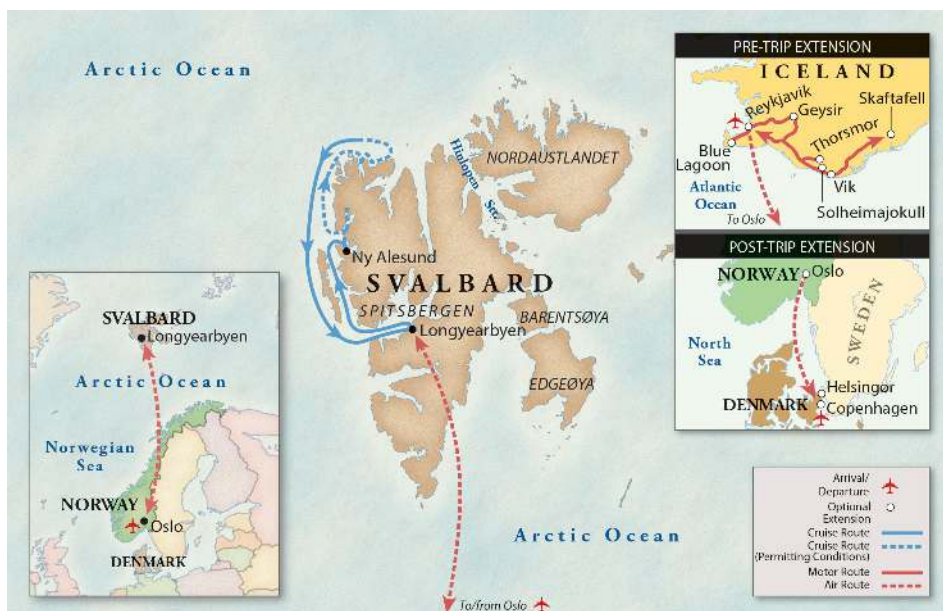 Arctic Ocean
Hinlopen Str.
NORDAUSTLANDET
Ny Alesund
SVALBARD
SPITSBERGEN
Longyearbyen
BARENTSØYA
EDGEØYA
Arctic Ocean
To/from Oslo
SVALBARD
Longyearbyen
Arctic Ocean
Norwegian
Sea
NORWAY
Oslo
DENMARK
PRE-TRIP EXTENSION
ICELAND
Reykjavik
Geysir
Skaftafell
Thorsmor
Blue
Lagoon
Vik
Atlantic
Ocean
Solheimajokull
To Oslo
POST-TRIP EXTENSION
NORWAY
Oslo
SWEDEN
North
Sea
Helsingør
DENMARK
Copenhagen
Arrival/
Departure
Optional
Extension
Cruise Route
Cruise Route
(Permitting Conditions)
Motor Route
Air Route